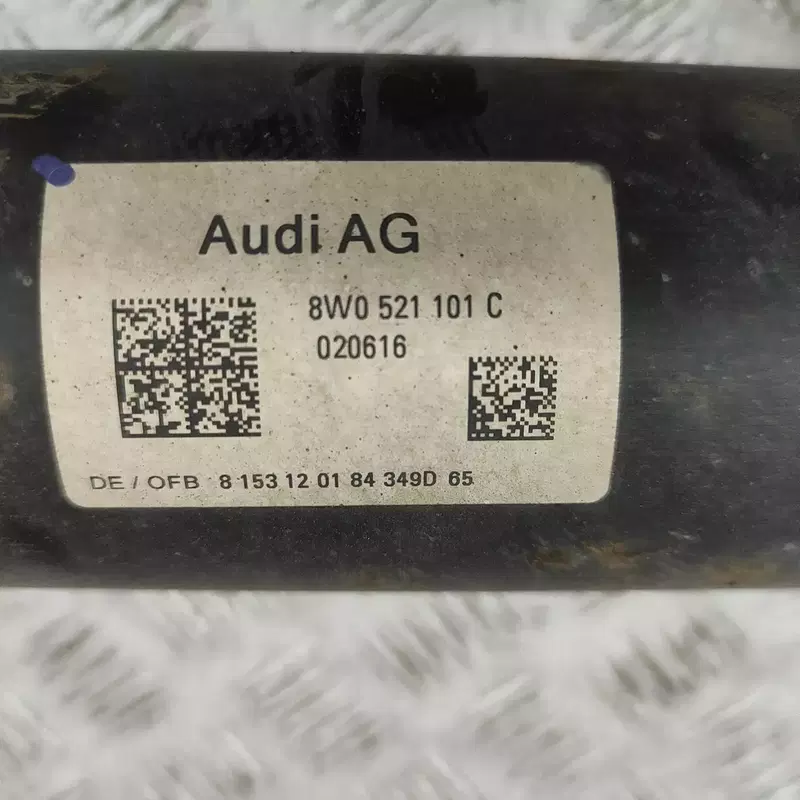 Audi AG
8W0 521 101 C
020616
DE / OFB 8 153 12 01 84 349D 65